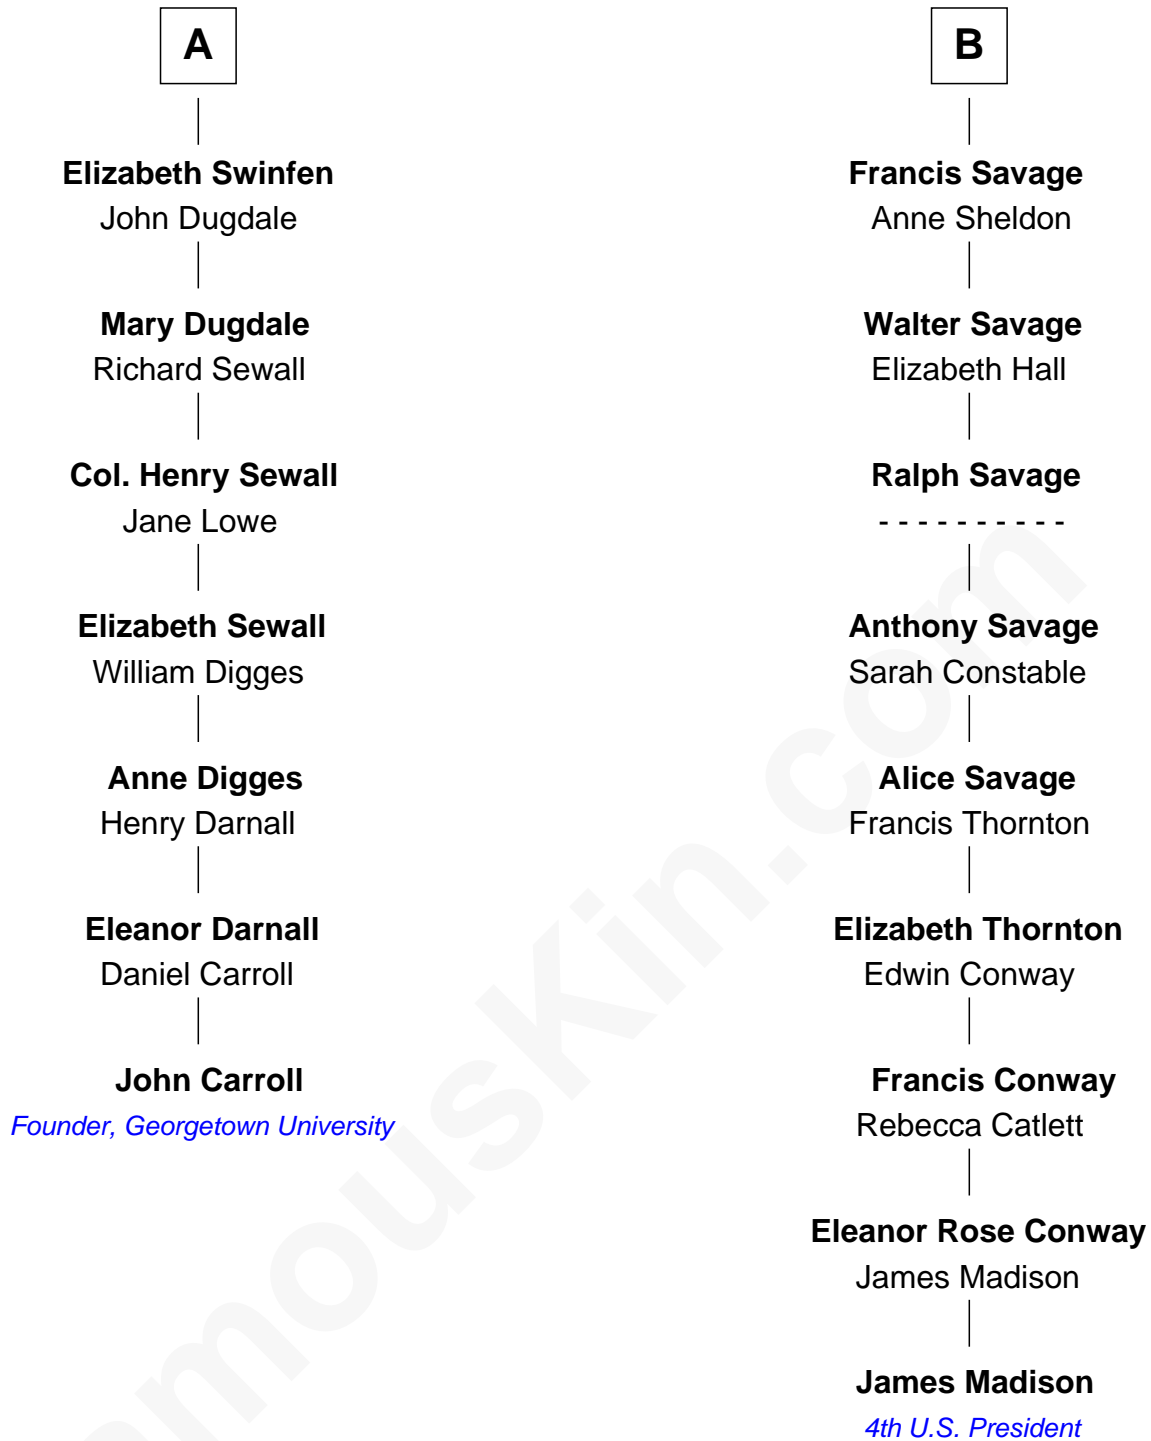 A
Elizabeth Swinfen
John Dugdale
Mary Dugdale
Richard Sewall
Col. Henry Sewall
Jane Lowe
Elizabeth Sewall
William Digges
Anne Digges
Henry Darnall
Eleanor Darnall
Daniel Carroll
John Carroll
Founder, Georgetown University
B
Francis Savage
Anne Sheldon
Walter Savage
Elizabeth Hall
Ralph Savage
- - - - - - - - - -
Anthony Savage
Sarah Constable
Alice Savage
Francis Thornton
Elizabeth Thornton
Edwin Conway
Francis Conway
Rebecca Catlett
Eleanor Rose Conway
James Madison
James Madison
4th U.S. President
amouskin.com